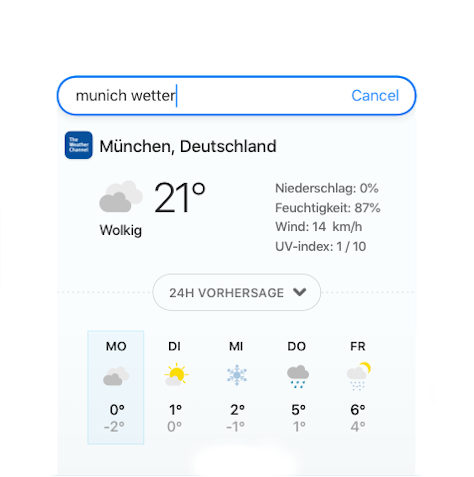 munich wetter Cancel
The Weather Channel München, Deutschland
21°
Wolkig
Niederschlag: 0%
Feuchtigkeit: 87%
Wind: 14 km/h
UV-index: 1 / 10
24H VORHERSAGE
MO DI MI DO FR
0° 1° 2° 5° 6°
-2° 0° -1° 1° 4°